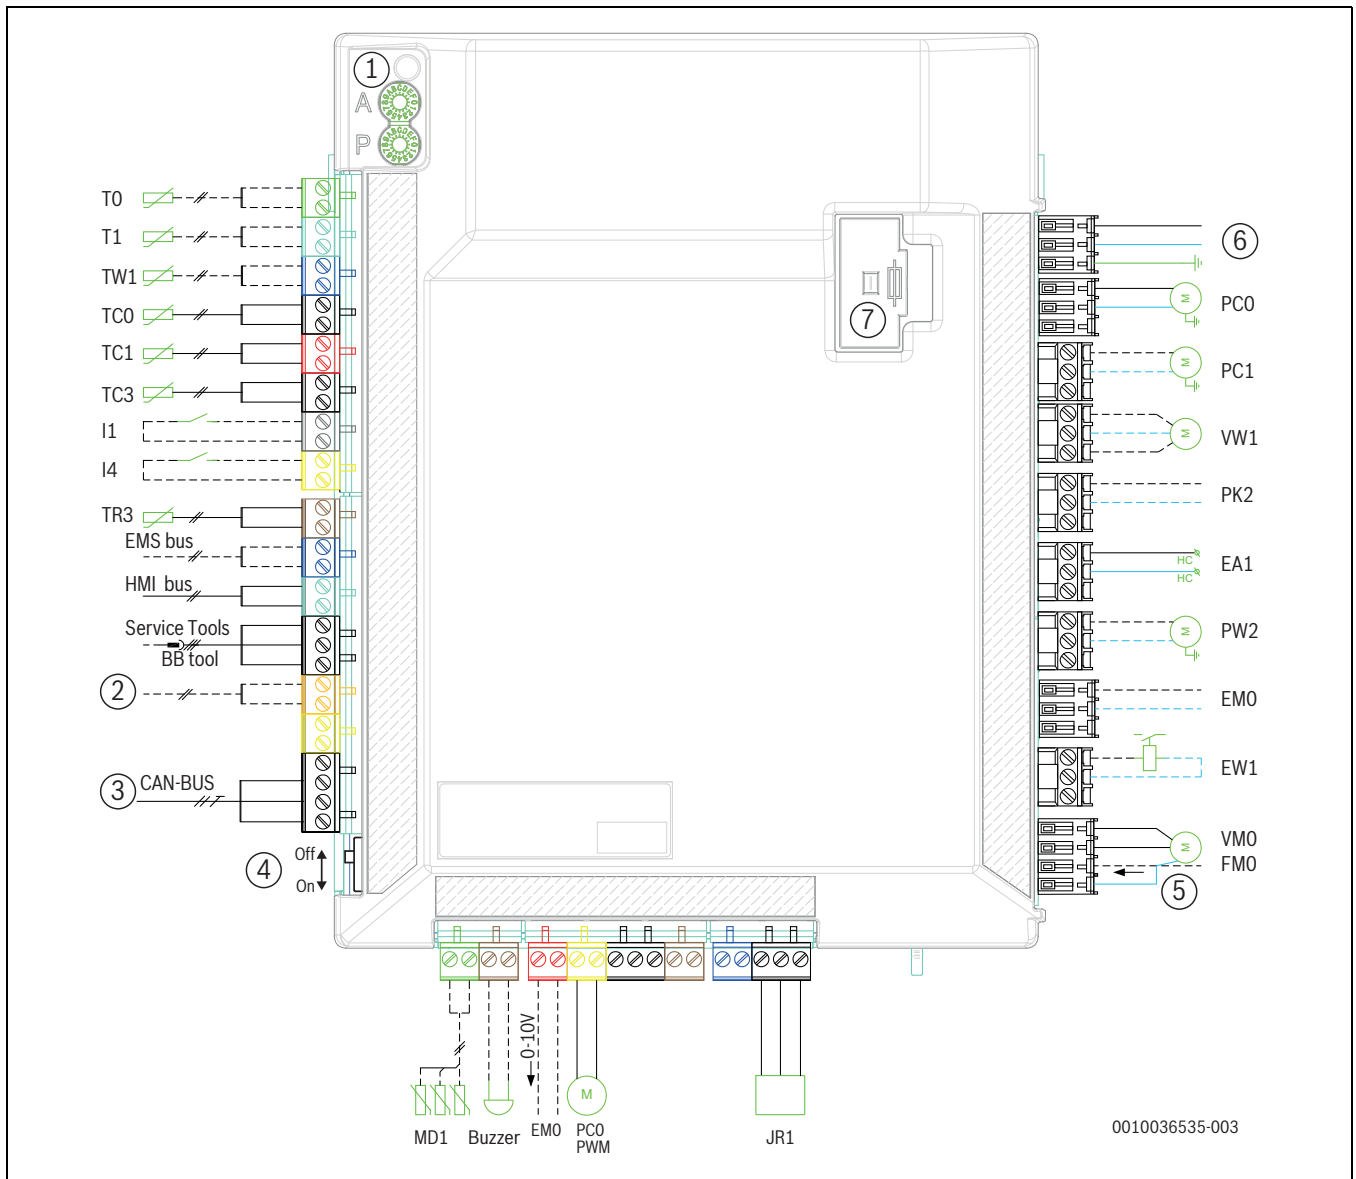 1
A
P
T0
T1
TW1
TC0
TC1
TC3
I1
I4
TR3
EMS bus
HMI bus
Service Tools
BB tool
2
3 CAN-BUS
4 Off
On
7
6
PC0
M
PC1
M
VW1
M
PK2
EA1
HC
HC
PW2
M
EM0
EW1
VM0
M
FM0
5
0-10V
M
MD1
Buzzer
EM0
PC0
PWM
JR1
0010036535-003